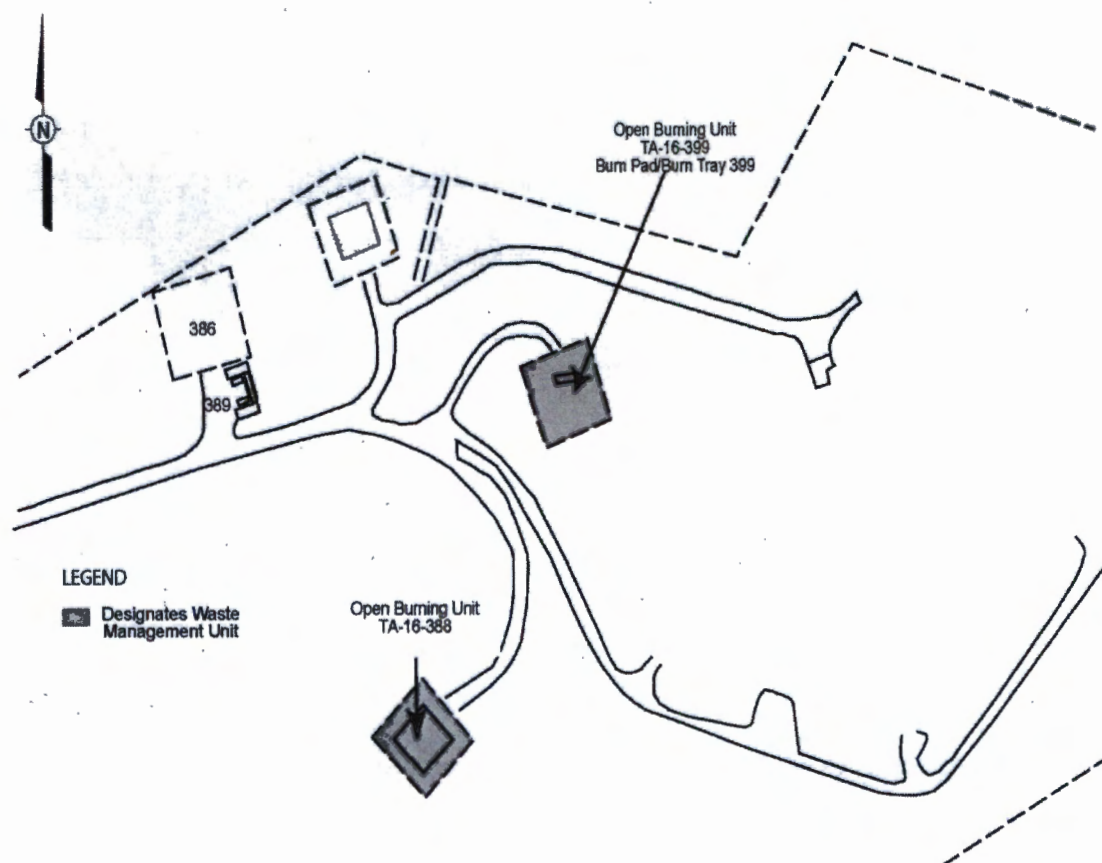 N
Open Burning Unit
TA-16-399
Burn Pad/Burn Tray 399
386
389
LEGEND
Designates Waste
Management Unit
Open Burning Unit
TA-16-388